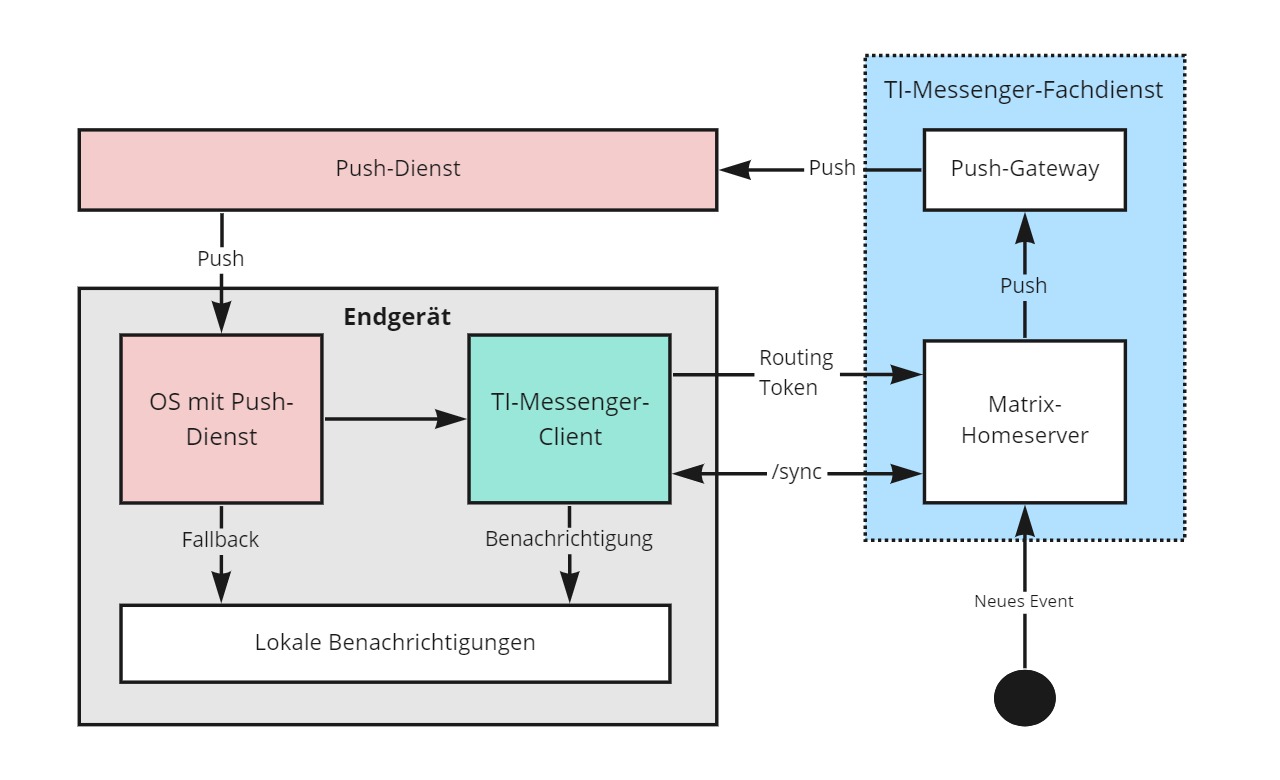 TI-Messenger-Fachdienst
Push-Dienst
Push
Push-Gateway
Push
Push
Endgerät
OS mit Push-
Dienst
TI-Messenger-
Client
Routing
Token
/sync
Matrix-
Homeserver
Fallback
Benachrichtigung
Neues Event
Lokale Benachrichtigungen